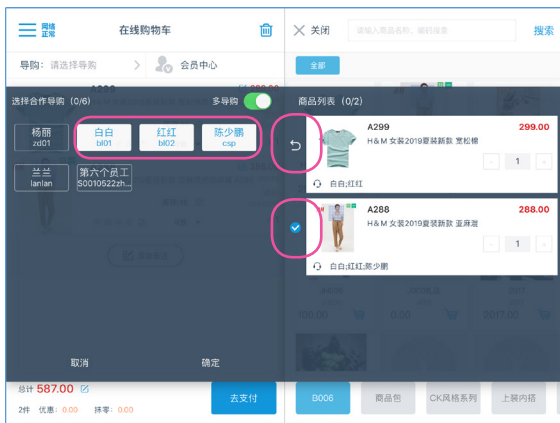 网络
正常
在线购物车
关闭
请输入商品名称、编码搜索
搜索
导购：请选择导购
会员中心
全部
选择合作导购（0/6）
多导购
商品列表（0/2）
杨丽
zd01
白白
bl01
红红
bl02
陈少鹏
csp
兰兰
lanlan
第六个员工
S0010522zh...
A299
299.00
H&M 女装2019夏装新款 宽松棉
- 1 +
白白;红红
A288
288.00
H&M 女装2019夏装新款 亚麻混
- 1 +
白白;红红;陈少鹏
100.00
0.00
2017.00
取消
确定
总计 587.00
2件 优惠：0.00 抹零：0.00
去支付
B006
商品包
CK风格系列
上装内搭